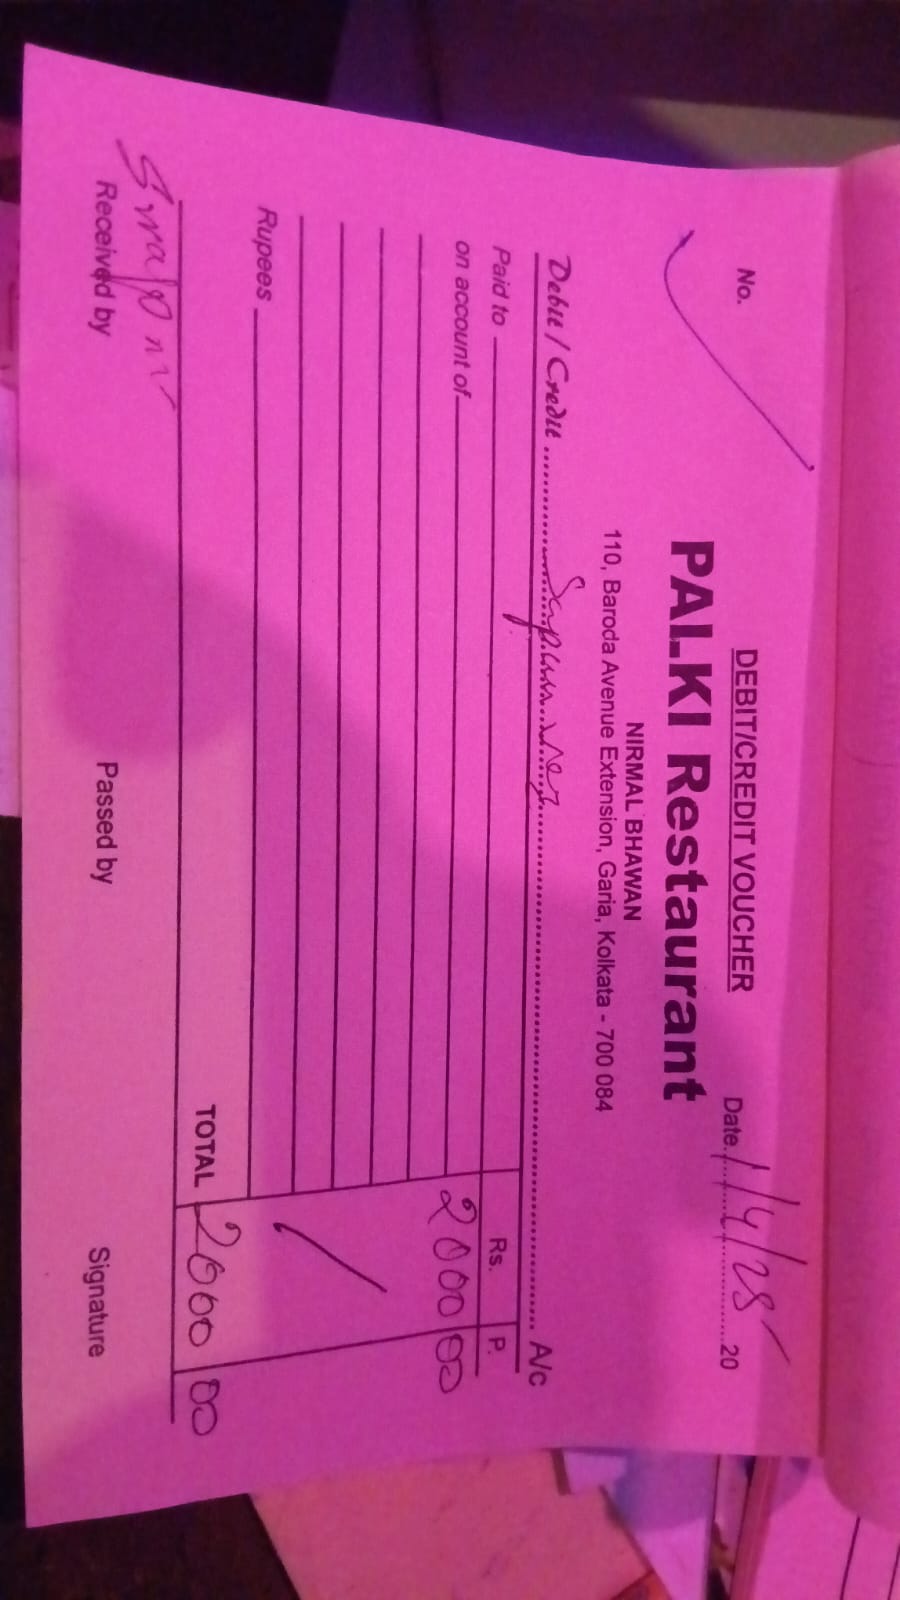 DEBIT/CREDIT VOUCHER
No. Date 1/4/25 20
PALKI Restaurant
NIRMAL BHAWAN
110, Baroda Avenue Extension, Garia, Kolkata - 700 084
Debit / Credit A/c
Paid to Rs. P.
on account of 2000 00
Rupees
TOTAL 2000 00
Received by Passed by Signature